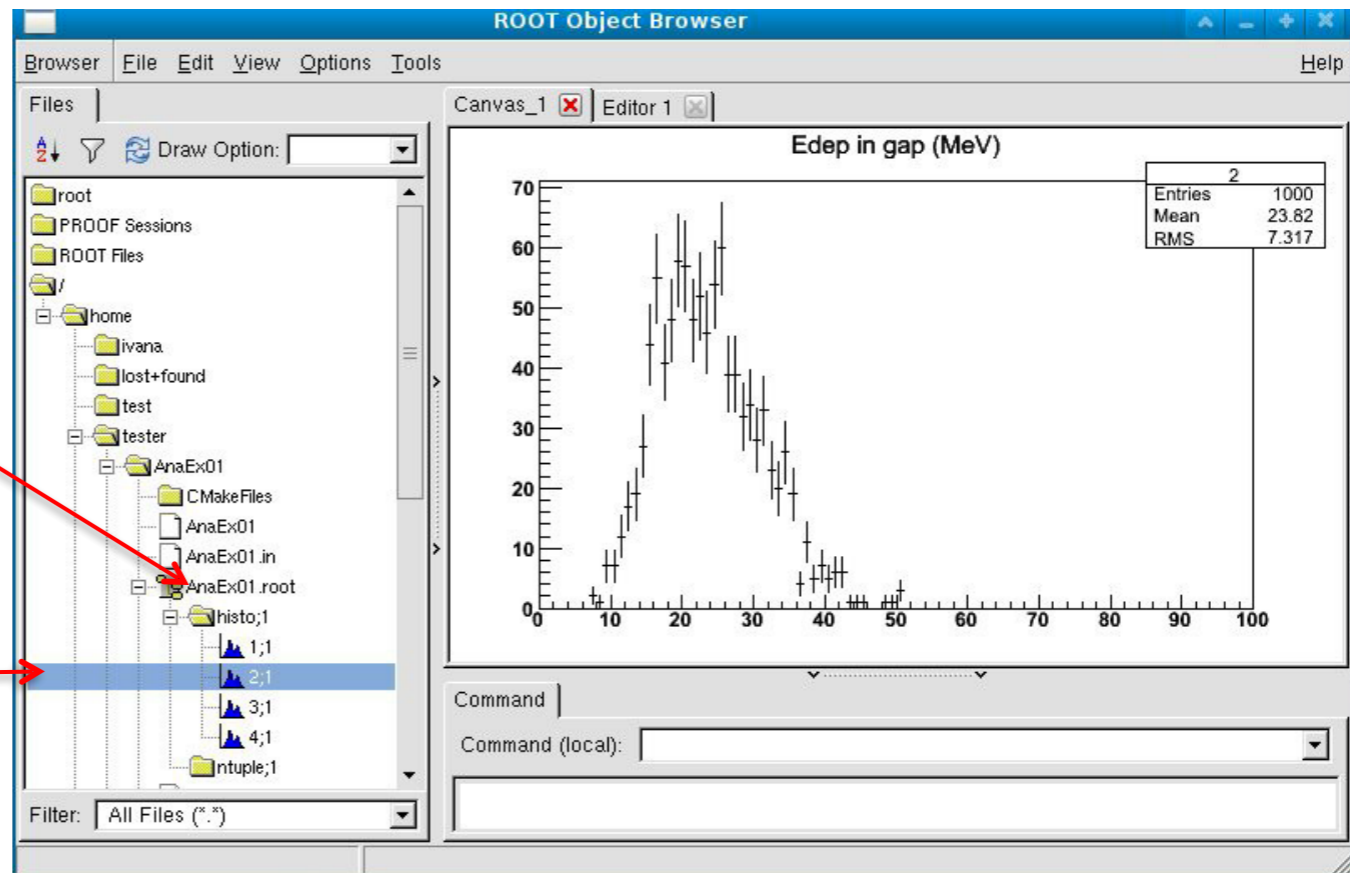 ROOT Object Browser
Browser File Edit View Options Tools Help
Files
Draw Option:
root
PROOF Sessions
ROOT Files
/
home
ivana
lost+found
test
tester
AnaEx01
CMakeFiles
AnaEx01
AnaEx01.in
AnaEx01.root
histo;1
1;1
2;1
3;1
4;1
ntuple;1
Filter: All Files (*.*)
Canvas_1 Editor 1
Edep in gap (MeV)
2
Entries 1000
Mean 23.82
RMS 7.317
70
60
50
40
30
20
10
0
0 10 20 30 40 50 60 70 80 90 100
Command
Command (local):